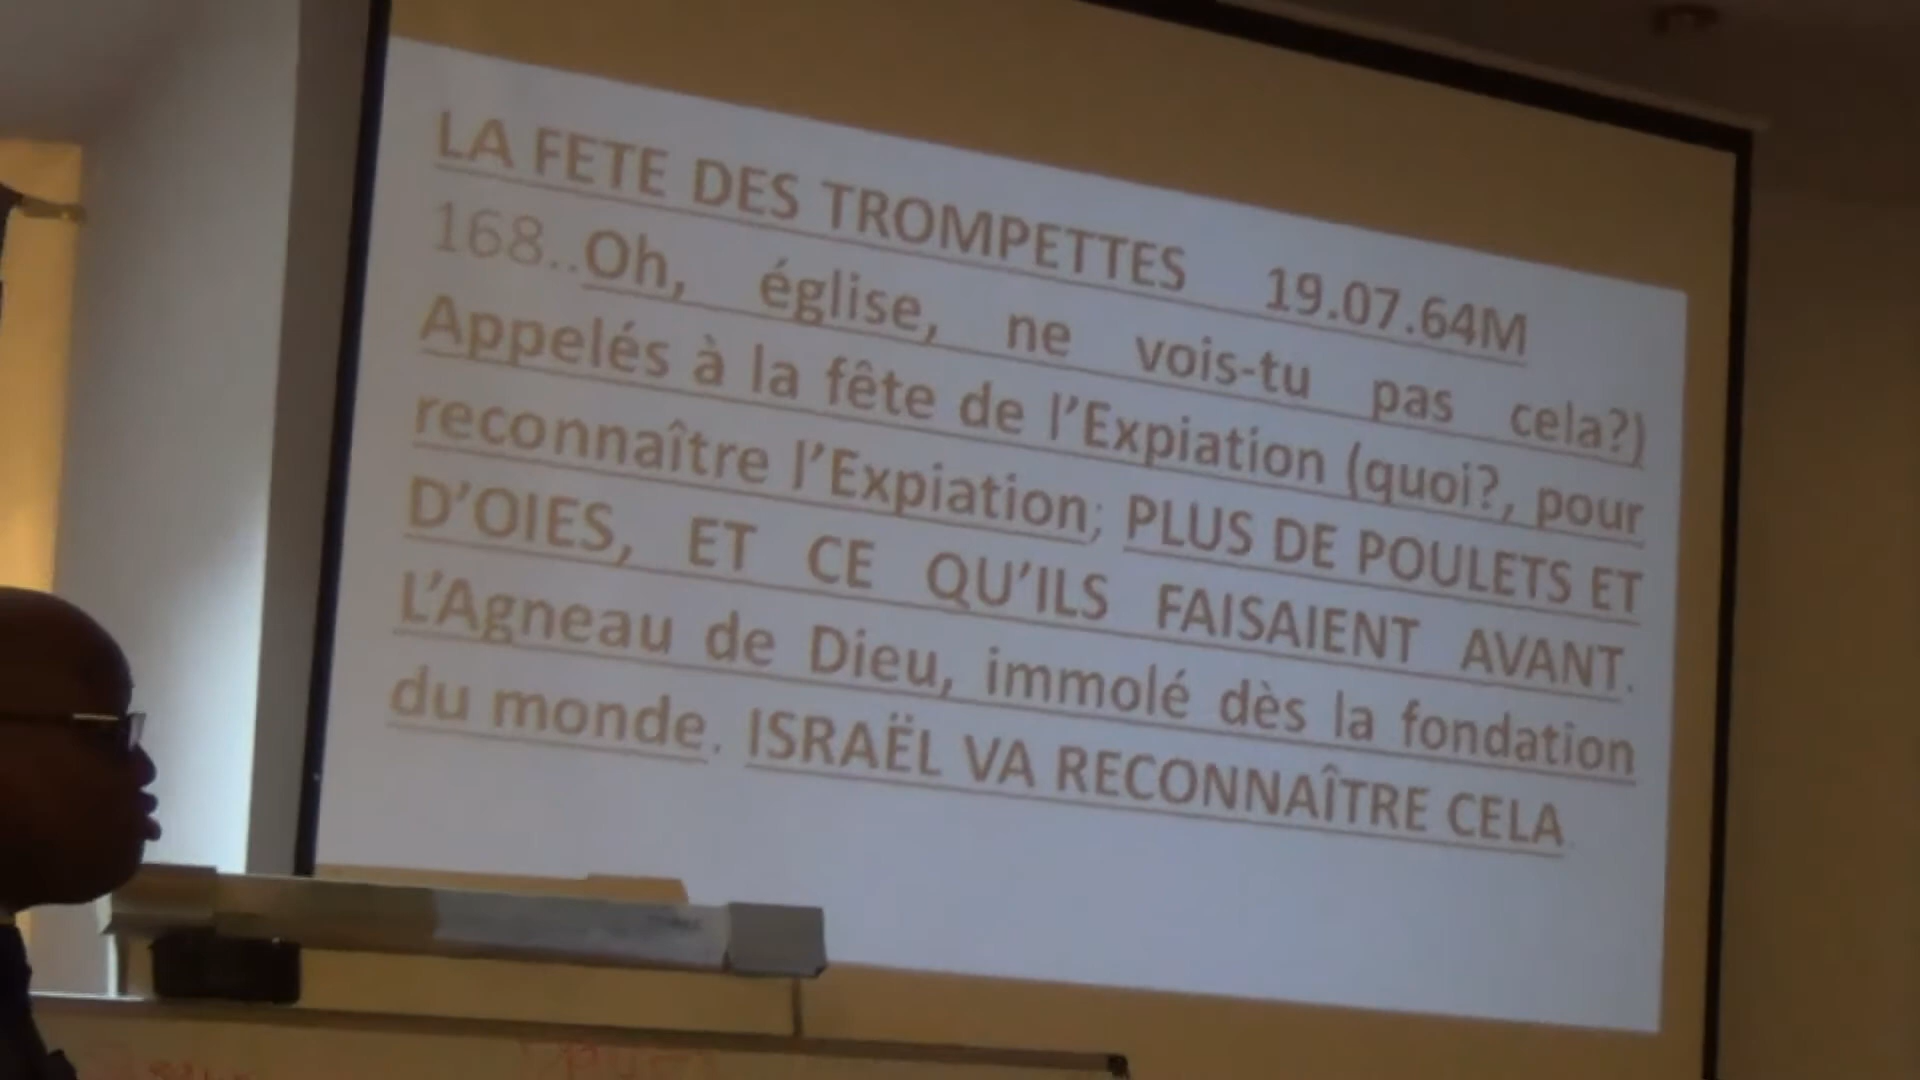 LA FETE DES TROMPETTES 19.07.64M
168..Oh, église, ne vois-tu pas cela?)
Appelés à la fête de l'Expiation (quoi?, pour
reconnaître l'Expiation; PLUS DE POULETS ET
D'OIES, ET CE QU'ILS FAISAIENT AVANT.
L'Agneau de Dieu, immolé dès la fondation
du monde. ISRAËL VA RECONNAÎTRE CELA